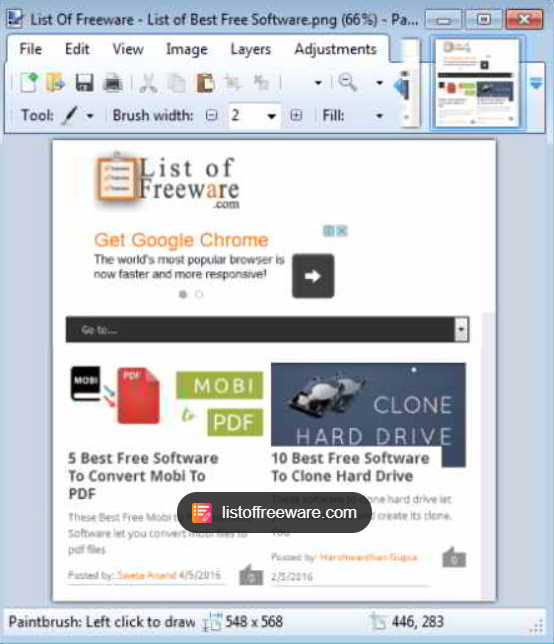 List Of Freeware - List of Best Free Software.png (66%) - Pa...
File Edit View Image Layers Adjustments
Tool: Brush width: 2 Fill:
List of
Freeware
.com
Get Google Chrome
The world's most popular browser is
now faster and more responsive!
Go to...
MOBI PDF MOBI
to
PDF
CLONE
HARD DRIVE
5 Best Free Software
To Convert Mobi To
PDF
10 Best Free Software
To Clone Hard Drive
These Best Free Mobi
Software let you convert mobi files to
pdf files
These software to clone hard drive let
and create its clone.
You
listoffreeware.com
Posted by: Sweta Anand 4/5/2016 0
Posted by: Harshwardhan Gupta
2/5/2016 0
Paintbrush: Left click to draw 548 x 568 446, 283